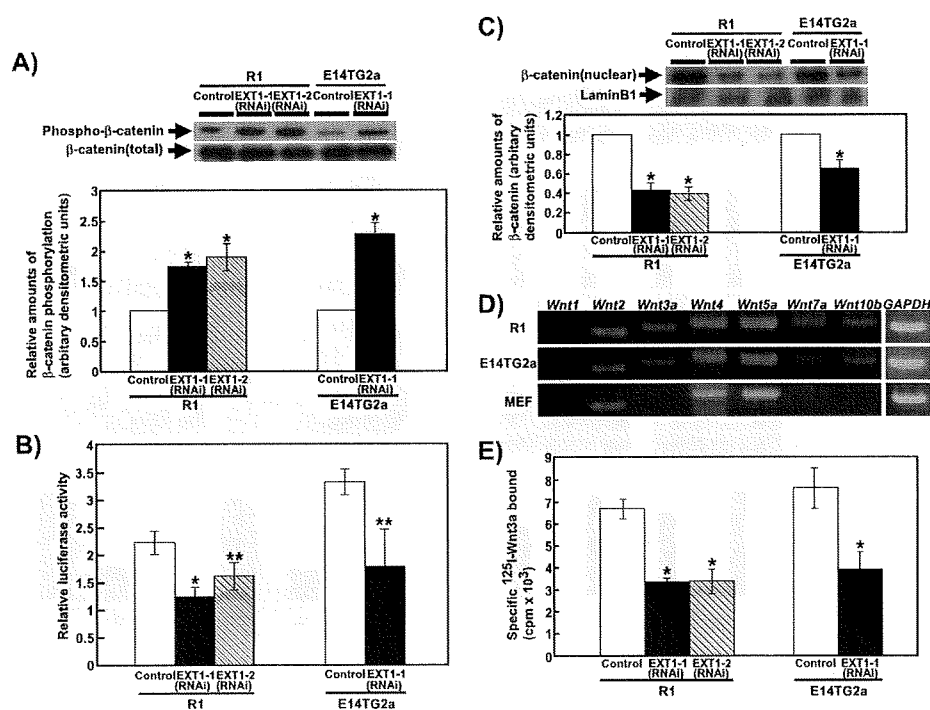 A)
R1
E14TG2a
Control EXT1-1 (RNAi) EXT1-2 (RNAi) Control EXT1-1 (RNAi)
Phospho-β-catenin
β-catenin(total)
Relative amounts of
β-catenin phosphorylation
(arbitary densitometric units)
3
2.5
2
1.5
1
0.5
0
* * *
Control EXT1-1 (RNAi) EXT1-2 (RNAi) Control EXT1-1 (RNAi)
R1
E14TG2a
B)
Relative luciferase activity
4
3.5
3
2.5
2
1.5
1
0.5
0
* ** **
Control EXT1-1 (RNAi) EXT1-2 (RNAi) Control EXT1-1 (RNAi)
R1
E14TG2a
C)
R1
E14TG2a
Control EXT1-1 (RNAi) EXT1-2 (RNAi) Control EXT1-1 (RNAi)
β-catenin(nuclear)
LaminB1
Relative amounts of
β-catenin (arbitary
densitometric units)
1.2
1
0.8
0.6
0.4
0.2
0
* * *
Control EXT1-1 (RNAi) EXT1-2 (RNAi) Control EXT1-1 (RNAi)
R1
E14TG2a
D)
Wnt1 Wnt2 Wnt3a Wnt4 Wnt5a Wnt7a Wnt10b GAPDH
R1
E14TG2a
MEF
E)
Specific ¹²⁵I-Wnt3a bound
(cpm x 10³)
9
8
7
6
5
4
3
2
1
0
* * *
Control EXT1-1 (RNAi) EXT1-2 (RNAi) Control EXT1-1 (RNAi)
R1
E14TG2a